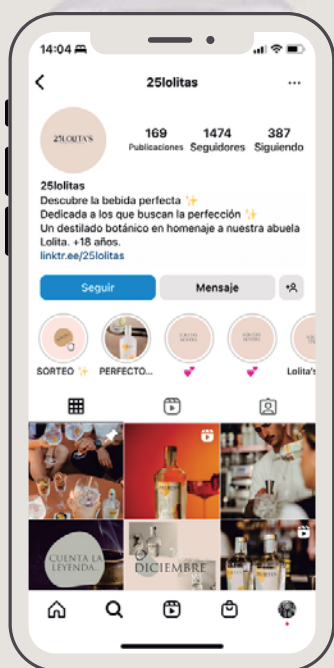 14:04
25lolitas
25LOLITA'S
169 1474 387
Publicaciones Seguidores Siguiendo
25lolitas
Descubre la bebida perfecta ✨
Dedicada a los que buscan la perfección ✨
Un destilado botánico en homenaje a nuestra abuela
Lolita. +18 años.
linktr.ee/25lolitas
Seguir Mensaje
SORTEO ✨ PERFECTO... 💕 💕 Lolita's
CUENTA LA
LEYENDA..
DICIEMBRE